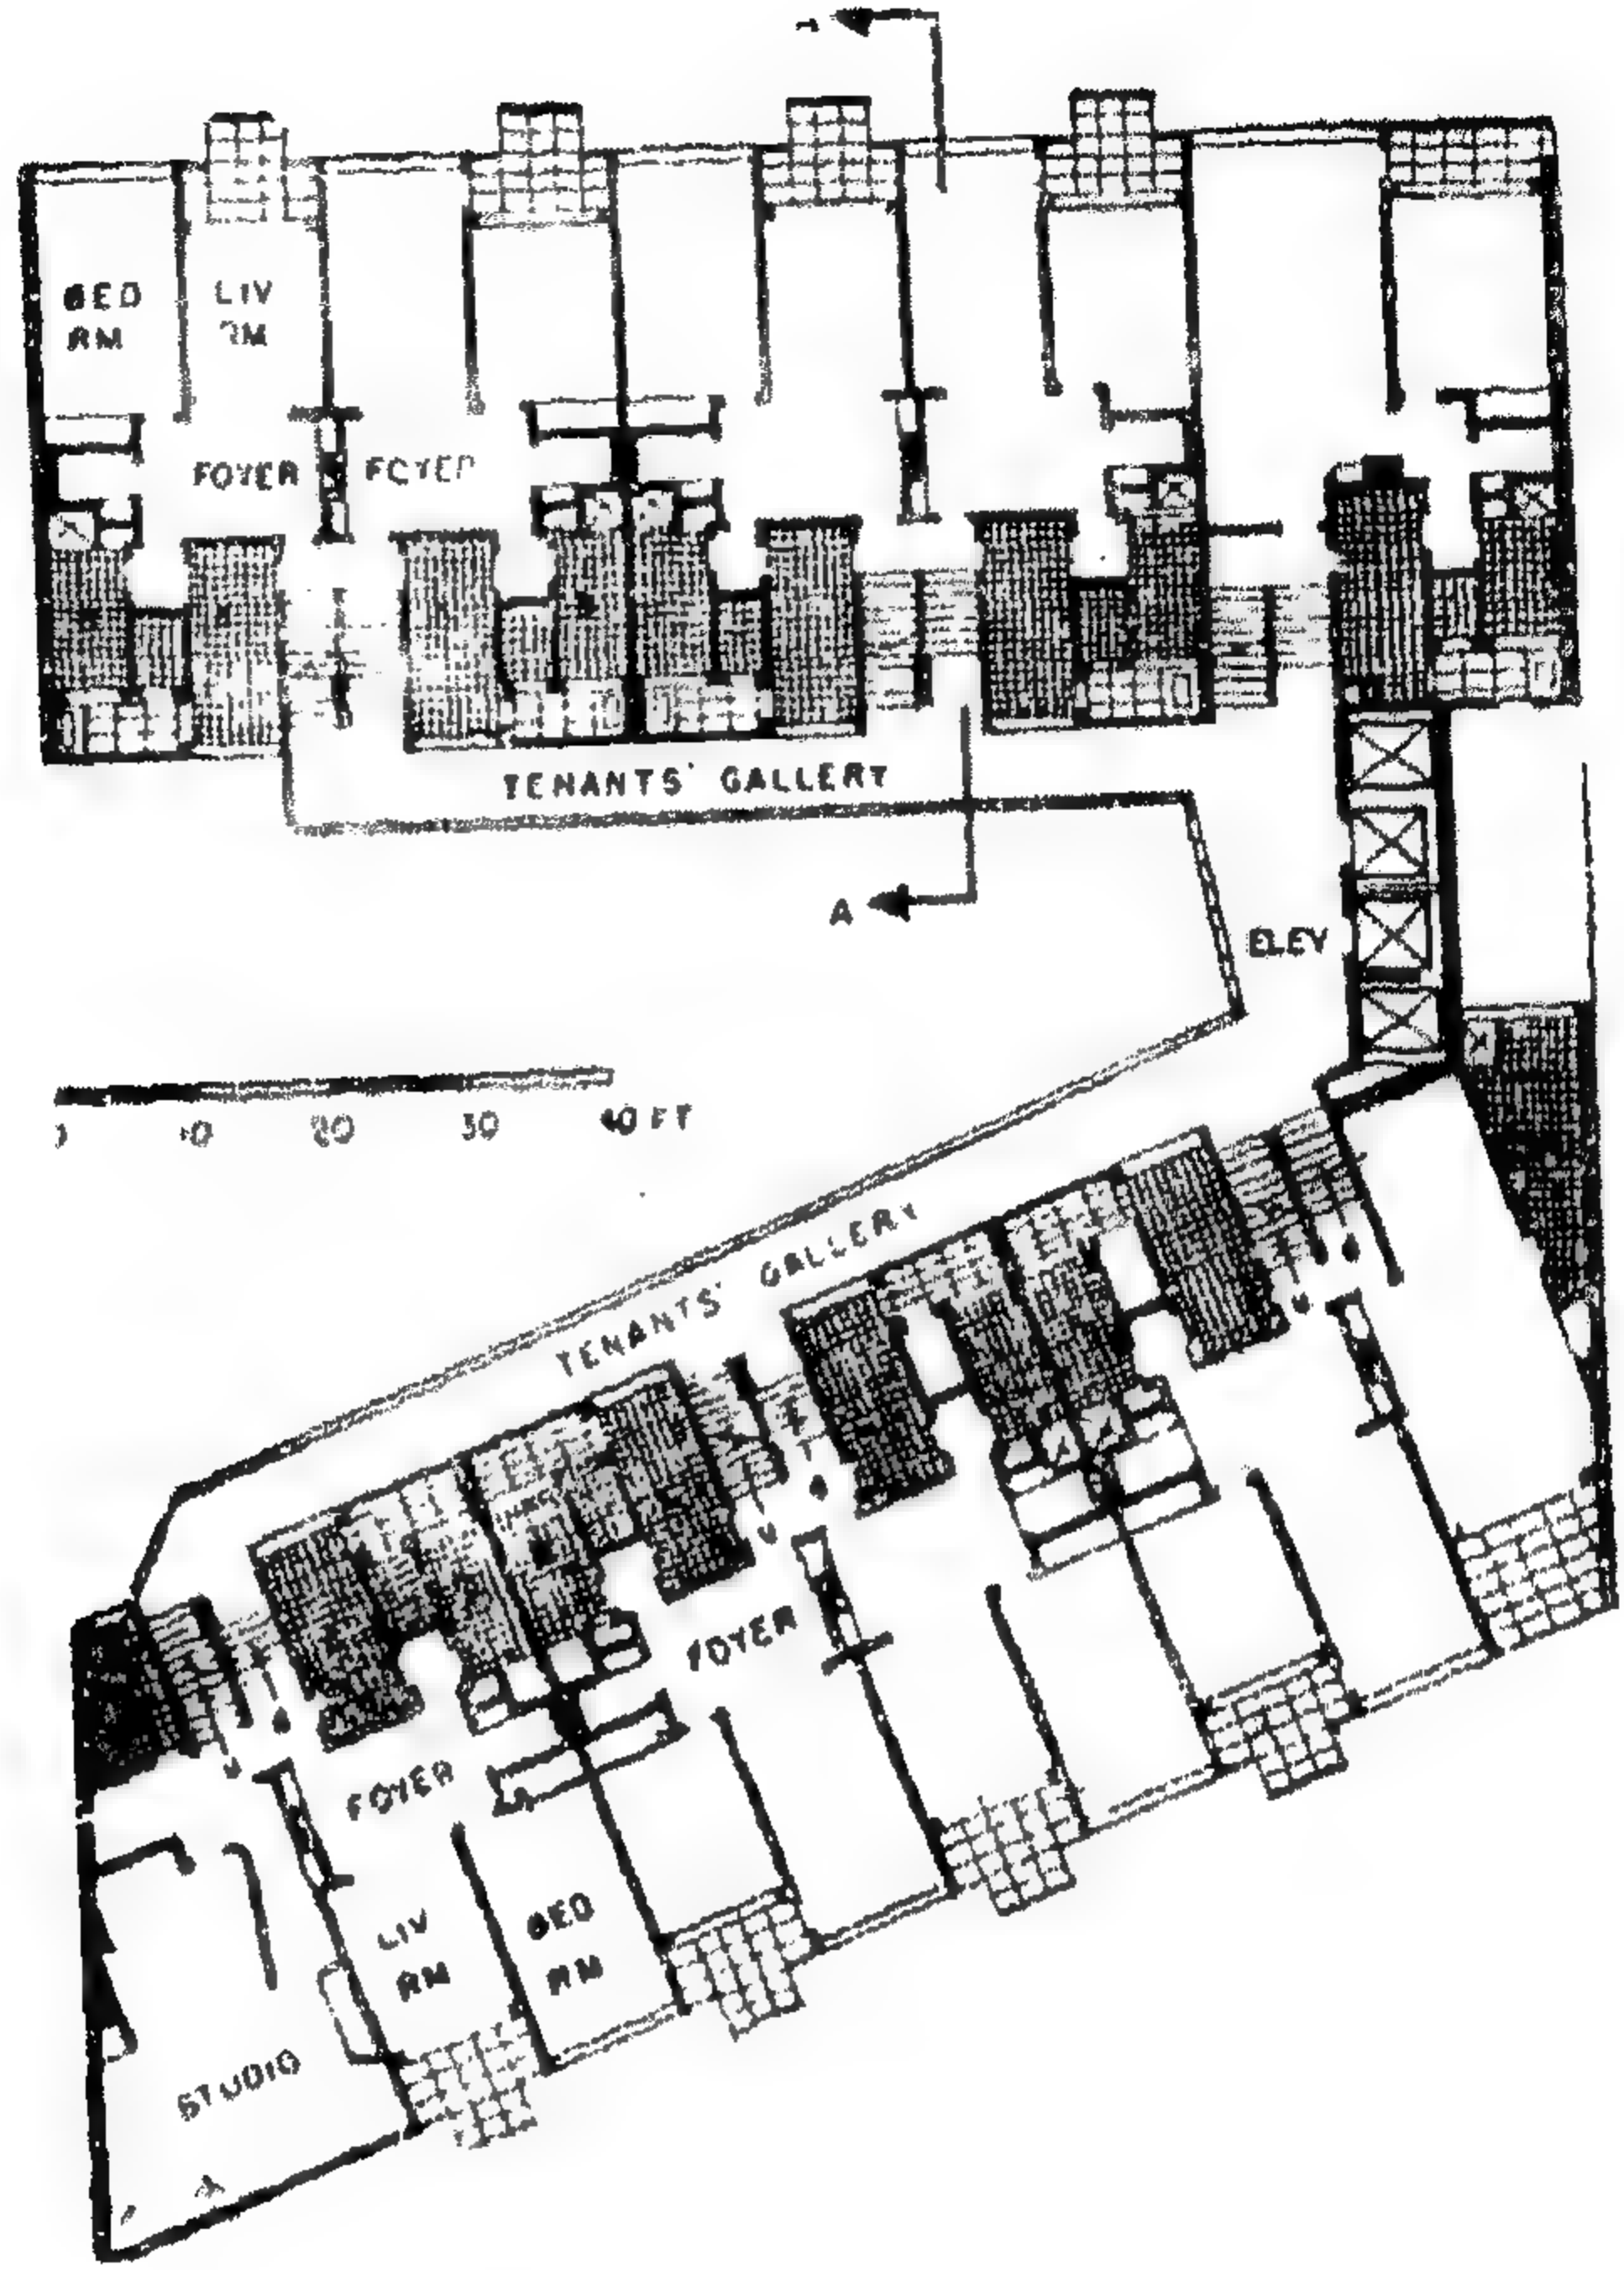 BED
RM
LIV
RM
FOYER
FOYER
TENANTS' GALLERY
A
ELEV
10 20 30 40 FT
TENANTS' GALLERY
FOYER
FOYER
LIV
RM
BED
RM
STUDIO